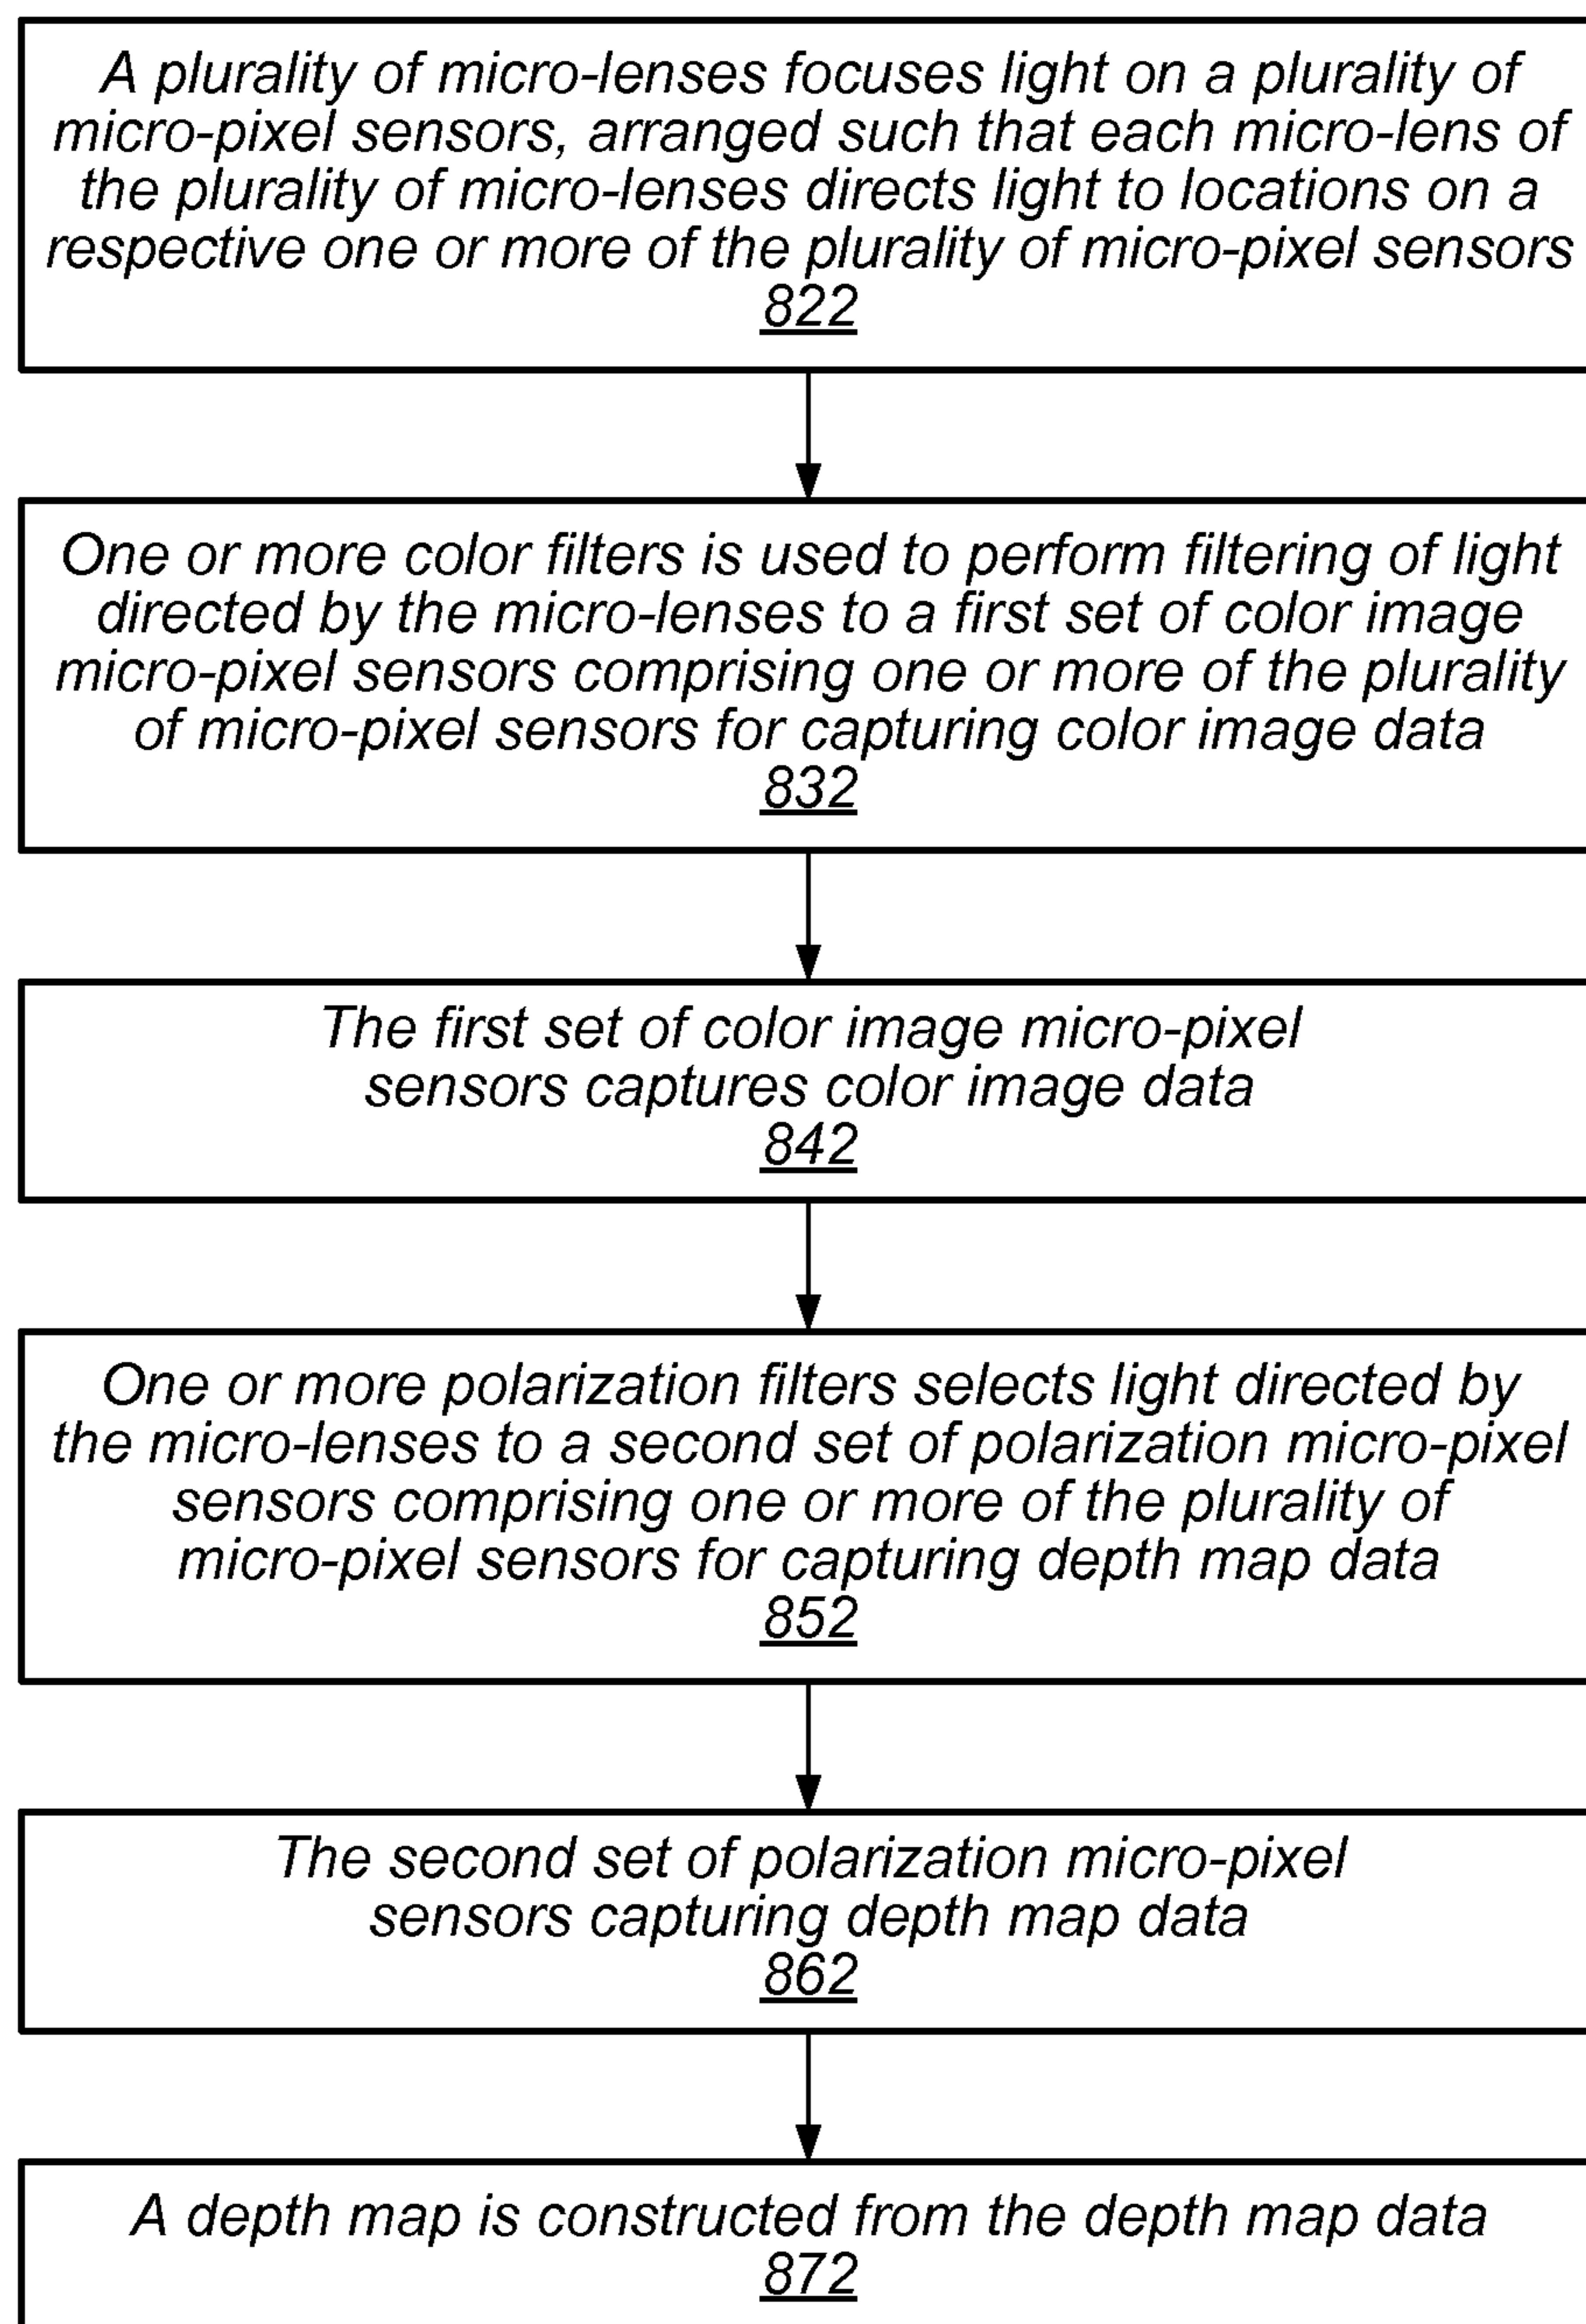 A plurality of micro-lenses focuses light on a plurality of
micro-pixel sensors, arranged such that each micro-lens of
the plurality of micro-lenses directs light to locations on a
respective one or more of the plurality of micro-pixel sensors
822
One or more color filters is used to perform filtering of light
directed by the micro-lenses to a first set of color image
micro-pixel sensors comprising one or more of the plurality
of micro-pixel sensors for capturing color image data
832
The first set of color image micro-pixel
sensors captures color image data
842
One or more polarization filters selects light directed by
the micro-lenses to a second set of polarization micro-pixel
sensors comprising one or more of the plurality of
micro-pixel sensors for capturing depth map data
852
The second set of polarization micro-pixel
sensors capturing depth map data
862
A depth map is constructed from the depth map data
872